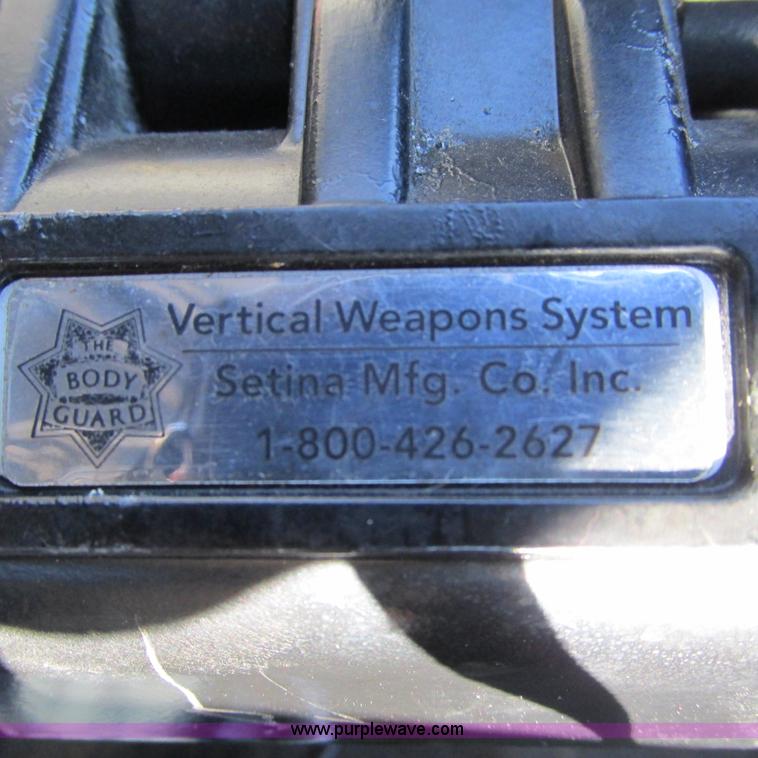 THE
BODY
GUARD
Vertical Weapons System
Setina Mfg. Co. Inc.
1-800-426-2627
www.purplewave.com